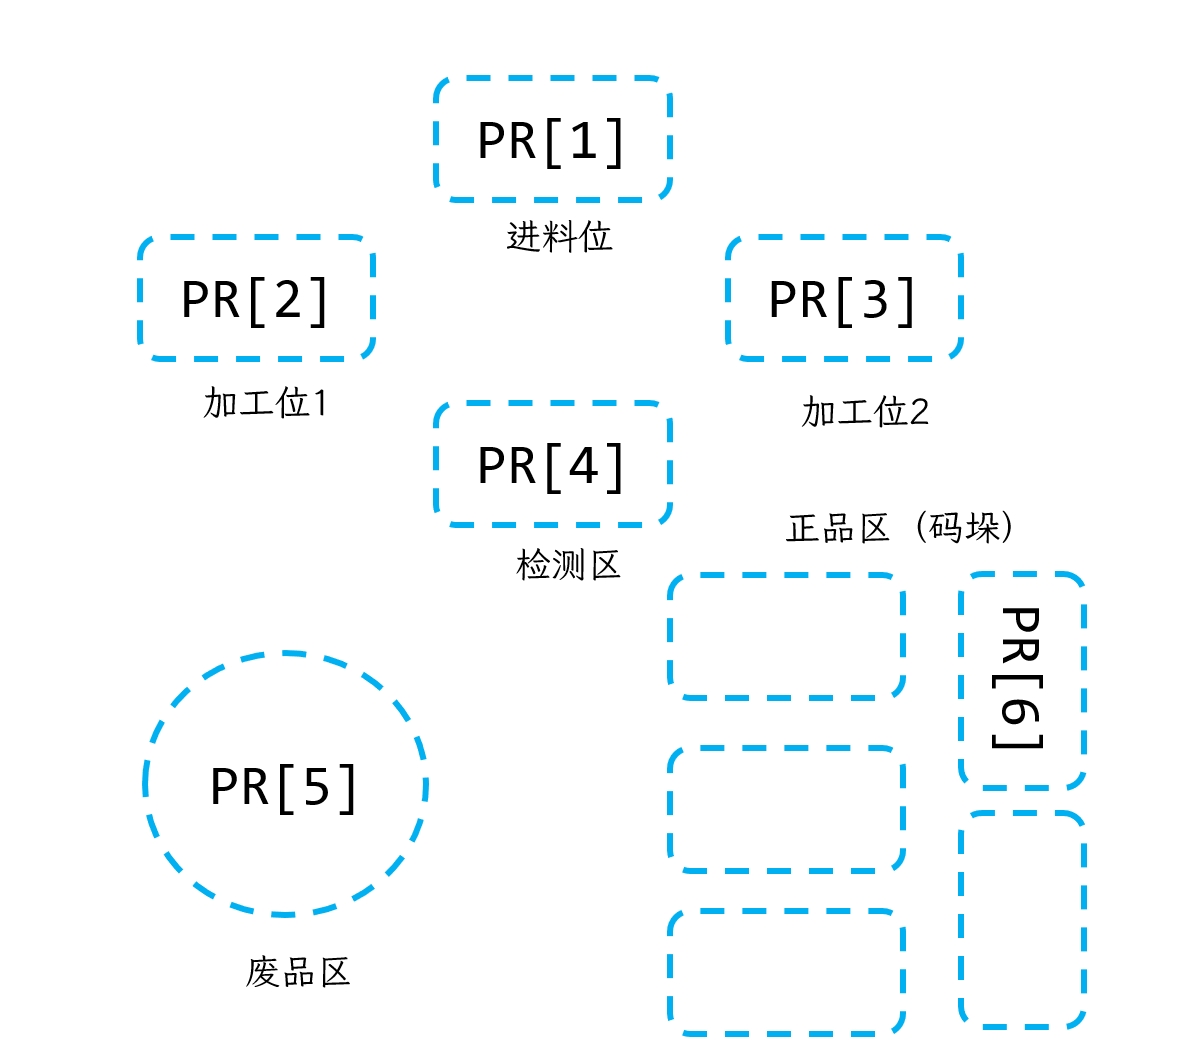 PR[1]
进料位
PR[2]
加工位1
PR[3]
加工位2
PR[4]
检测区
正品区（码垛）
PR[6]
PR[5]
废品区